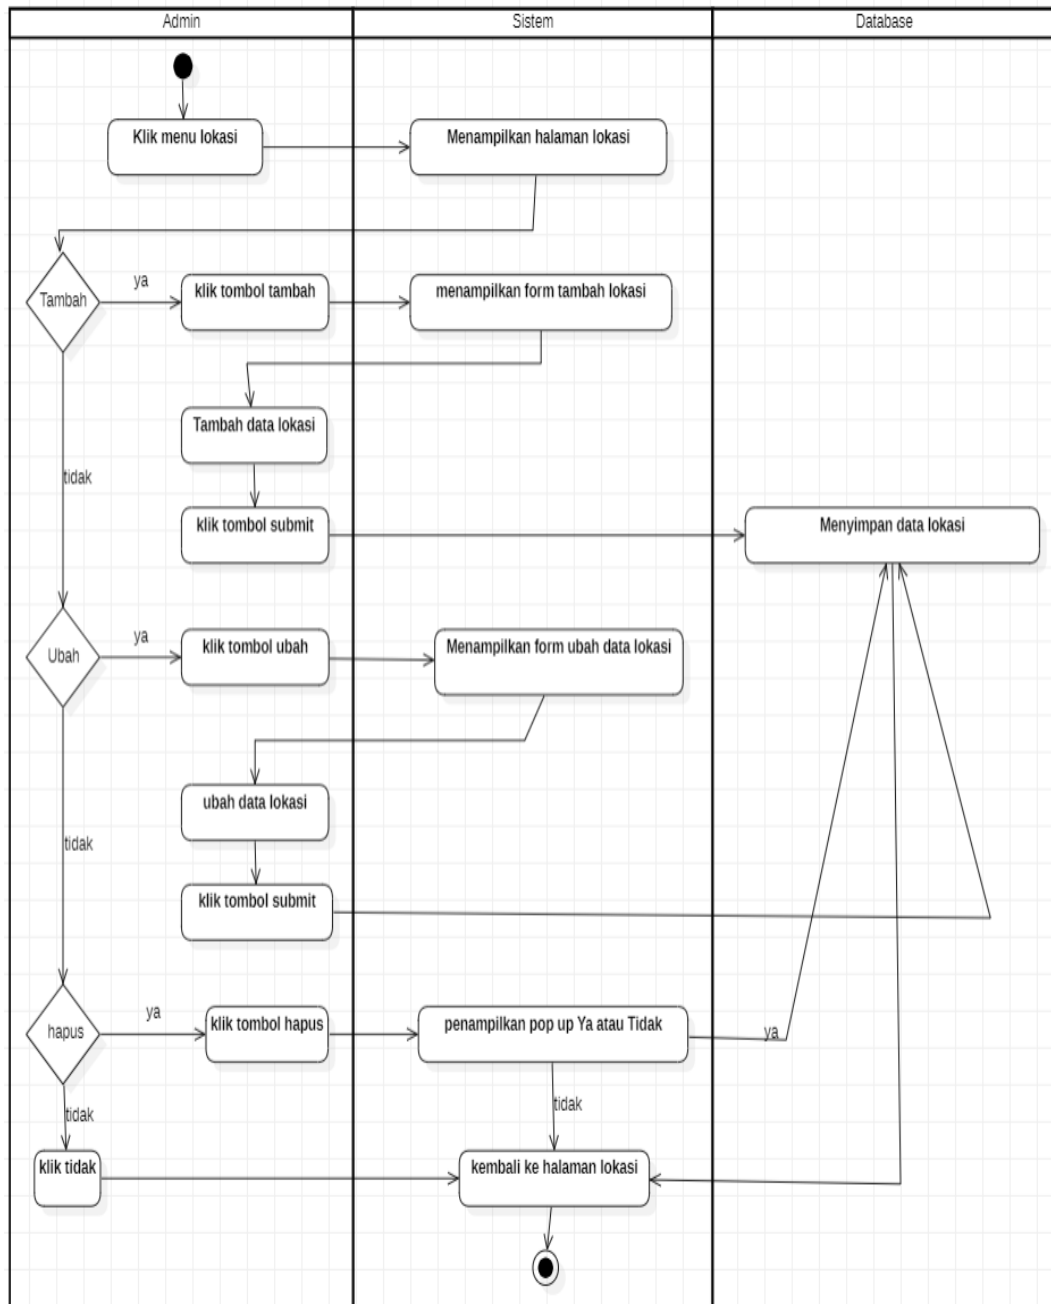 Admin
Sistem
Database
Klik menu lokasi
Menampilkan halaman lokasi
Tambah
ya
klik tombol tambah
menampilkan form tambah lokasi
Tambah data lokasi
tidak
klik tombol submit
Menyimpan data lokasi
Ubah
ya
klik tombol ubah
Menampilkan form ubah data lokasi
ubah data lokasi
tidak
klik tombol submit
hapus
ya
klik tombol hapus
penampilkan pop up Ya atau Tidak
ya
tidak
tidak
klik tidak
kembali ke halaman lokasi